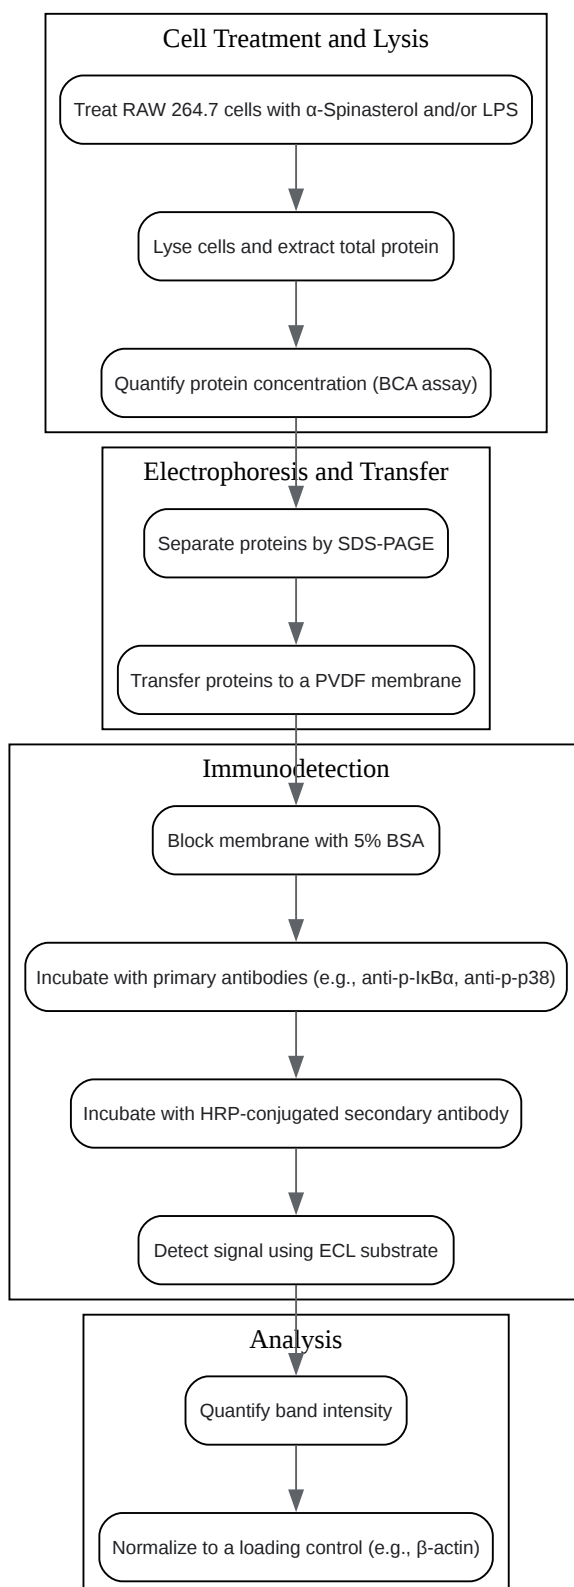 Cell Treatment and Lysis
Treat RAW 264.7 cells with α-Spinasterol and/or LPS
Lyse cells and extract total protein
Quantify protein concentration (BCA assay)
Electrophoresis and Transfer
Separate proteins by SDS-PAGE
Transfer proteins to a PVDF membrane
Immunodetection
Block membrane with 5% BSA
Incubate with primary antibodies (e.g., anti-p-IκBα, anti-p-p38)
Incubate with HRP-conjugated secondary antibody
Detect signal using ECL substrate
Analysis
Quantify band intensity
Normalize to a loading control (e.g., β-actin)